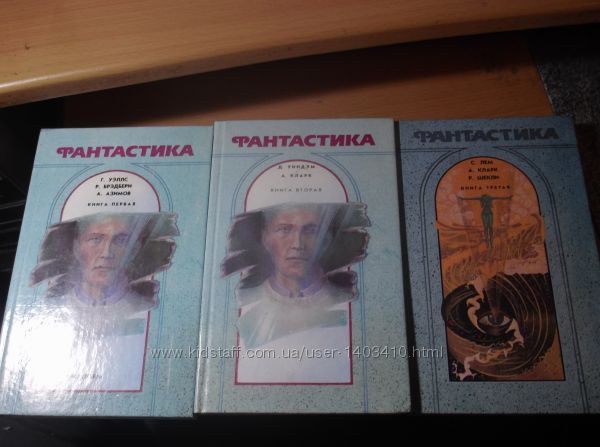 ФАНТАСТИКА
Г. УЭЛЛС
Р. БРЭДБЕРИ
А. АЗИМОВ
КНИГА ПЕРВАЯ
ФАНТАСТИКА
Д. УИНДЭМ
А. КЛАРК
КНИГА ВТОРАЯ
ФАНТАСТИКА
С. ЛЕМ
А. КЛАРК
Р. ШЕКЛИ
КНИГА ТРЕТЬЯ
www.kidstaff.com.ua/user-1403410.html